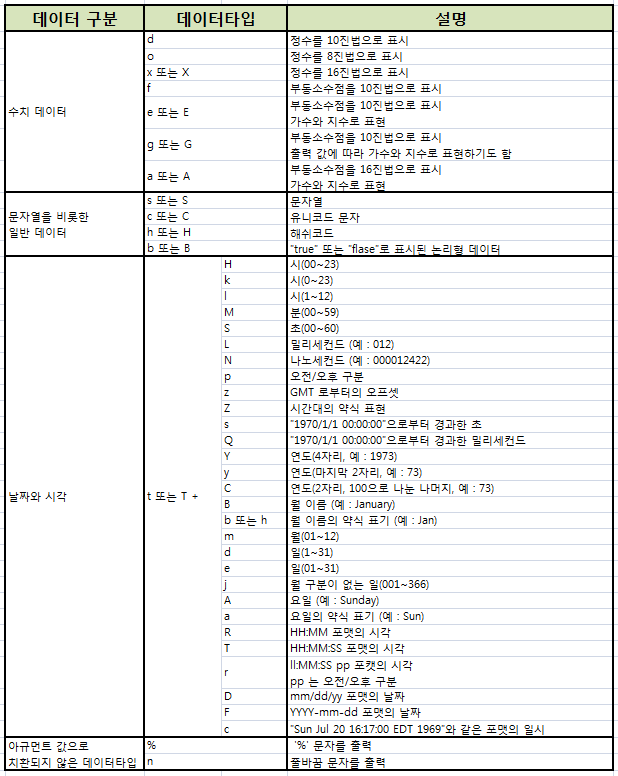 데이터 구분 데이터타입 설명
수치 데이터
d 정수를 10진법으로 표시
o 정수를 8진법으로 표시
x 또는 X 정수를 16진법으로 표시
f 부동소수점을 10진법으로 표시
e 또는 E 부동소수점을 10진법으로 표시
가수와 지수로 표현
g 또는 G 부동소수점을 10진법으로 표시
출력 값에 따라 가수와 지수로 표현하기도 함
a 또는 A 부동소수점을 16진법으로 표시
가수와 지수로 표현
문자열을 비롯한
일반 데이터
s 또는 S 문자열
c 또는 C 유니코드 문자
h 또는 H 해쉬코드
b 또는 B "true" 또는 "flase"로 표시된 논리형 데이터
날짜와 시각 t 또는 T +
H 시(00~23)
k 시(0~23)
l 시(1~12)
M 분(00~59)
S 초(00~60)
L 밀리세컨드 (예 : 012)
N 나노세컨드 (예 : 000012422)
p 오전/오후 구분
z GMT 로부터의 오프셋
Z 시간대의 약식 표현
s "1970/1/1 00:00:00"으로부터 경과한 초
Q "1970/1/1 00:00:00"으로부터 경과한 밀리세컨드
Y 연도(4자리, 예 : 1973)
y 연도(마지막 2자리, 예 : 73)
C 연도(2자리, 100으로 나눈 나머지, 예 : 73)
B 월 이름 (예 : January)
b 또는 h 월 이름의 약식 표기 (예 : Jan)
m 월(01~12)
d 일(1~31)
e 일(01~31)
j 월 구분이 없는 일(001~366)
A 요일 (예 : Sunday)
a 요일의 약식 표기 (예 : Sun)
R HH:MM 포맷의 시각
T HH:MM:SS 포맷의 시각
r ll:MM:SS pp 포캣의 시각
pp 는 오전/오후 구분
D mm/dd/yy 포맷의 날짜
F YYYY-mm-dd 포맷의 날짜
c "Sun Jul 20 16:17:00 EDT 1969"와 같은 포맷의 일시
아규먼트 값으로
치환되지 않은 데이터타입
% '%' 문자를 출력
n 줄바꿈 문자를 출력